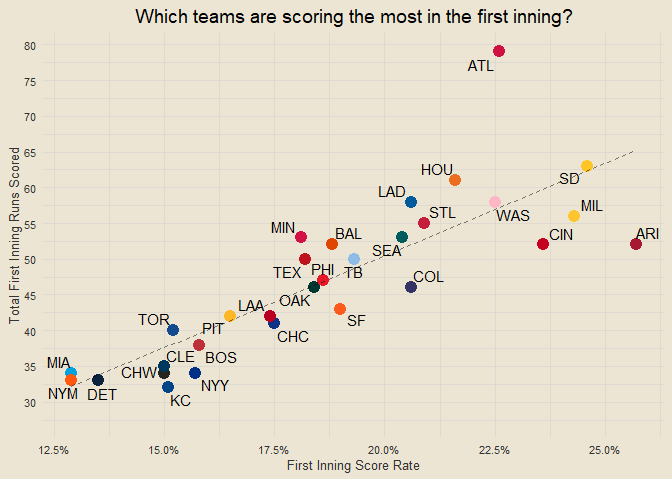 Which teams are scoring the most in the first inning?
80
ATL
75
70
65
HOU
SD
60
LAD
MIL
STL
WAS
55
MIN
BAL
CIN
ARI
SEA
50
TEX
PHI
TB
COL
45
LAA
OAK
TOR
PIT
SF
40
CHC
CLE
BOS
MIA
CHW
35
NYM
DET
NYY
KC
30
Total First Inning Runs Scored
12.5% 15.0% 17.5% 20.0% 22.5% 25.0%
First Inning Score Rate